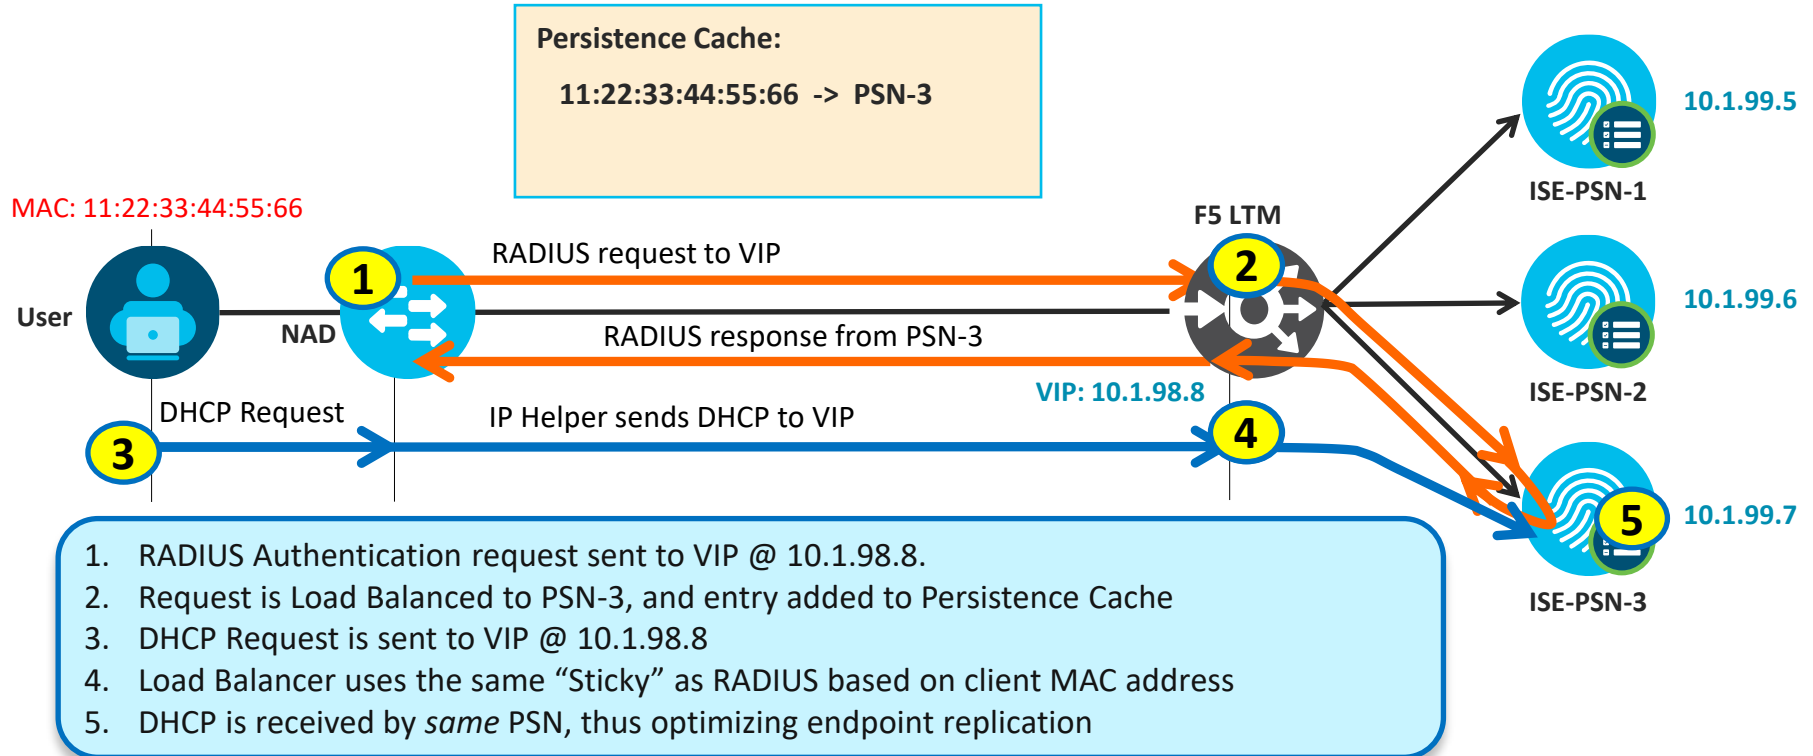 Persistence Cache:
11:22:33:44:55:66 -> PSN-3
10.1.99.5
ISE-PSN-1
MAC: 11:22:33:44:55:66
F5 LTM
RADIUS request to VIP
1
2
10.1.99.6
User
NAD
RADIUS response from PSN-3
VIP: 10.1.98.8
ISE-PSN-2
DHCP Request
IP Helper sends DHCP to VIP
3
4
5
10.1.99.7
ISE-PSN-3
1. RADIUS Authentication request sent to VIP @ 10.1.98.8.
2. Request is Load Balanced to PSN-3, and entry added to Persistence Cache
3. DHCP Request is sent to VIP @ 10.1.98.8
4. Load Balancer uses the same “Sticky” as RADIUS based on client MAC address
5. DHCP is received by same PSN, thus optimizing endpoint replication